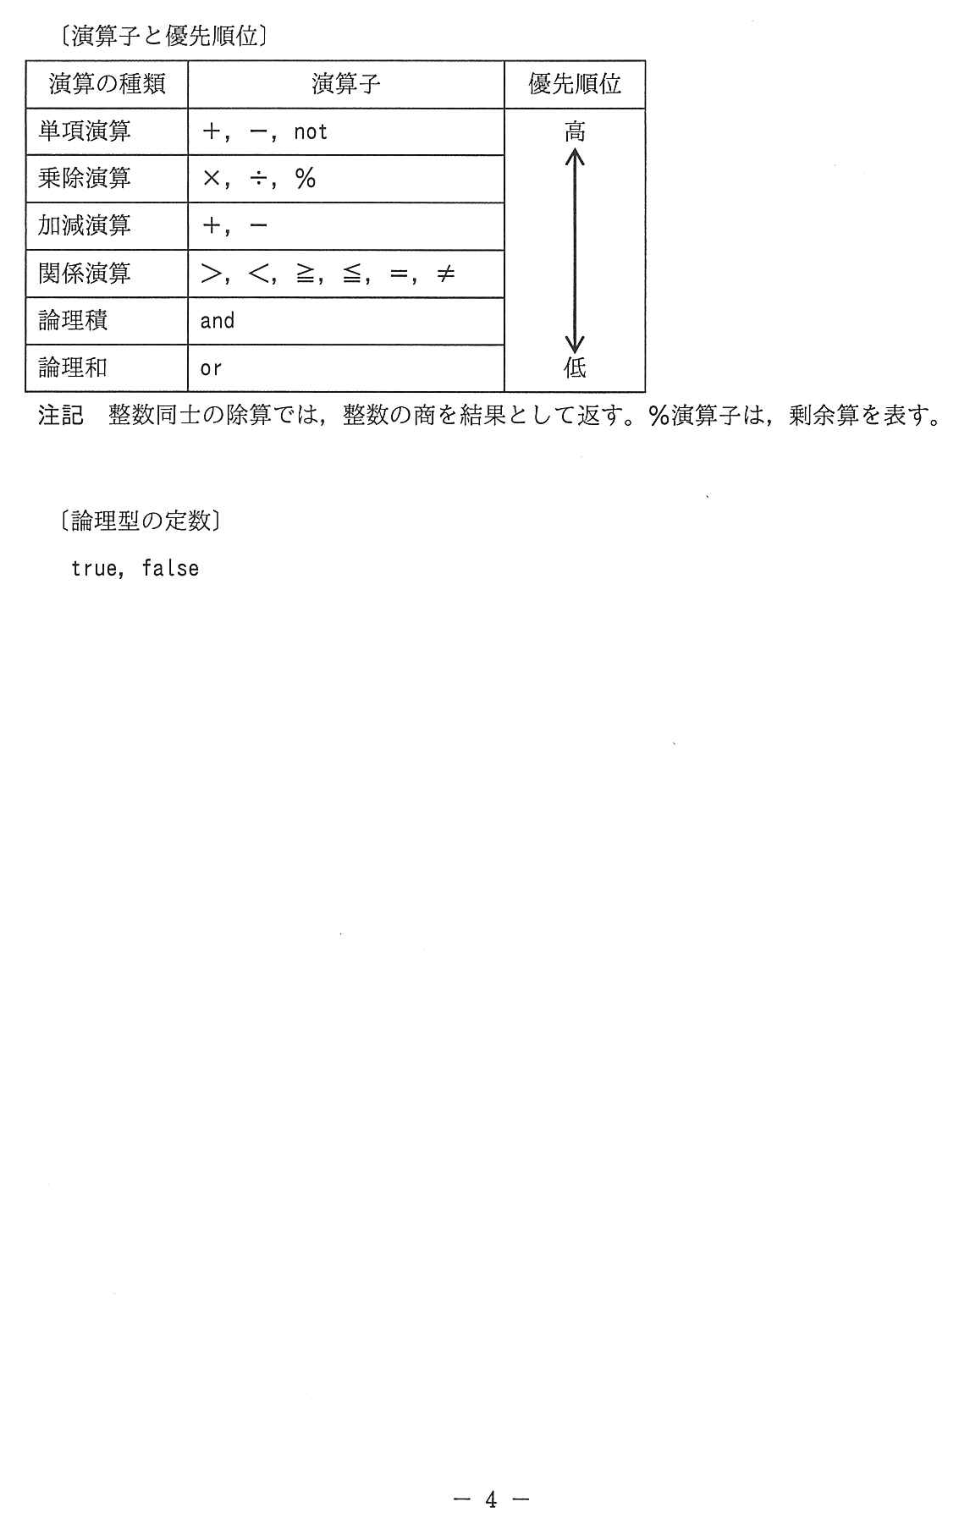 〔演算子と優先順位〕
演算の種類 演算子 優先順位
単項演算 ＋，－，not 高
乗除演算 ×，÷，％
加減演算 ＋，－
関係演算 ＞，＜，≧，≦，＝，≠
論理積 and
論理和 or 低
注記　整数同士の除算では，整数の商を結果として返す。％演算子は，剰余算を表す。
〔論理型の定数〕
true，false
－ 4 －